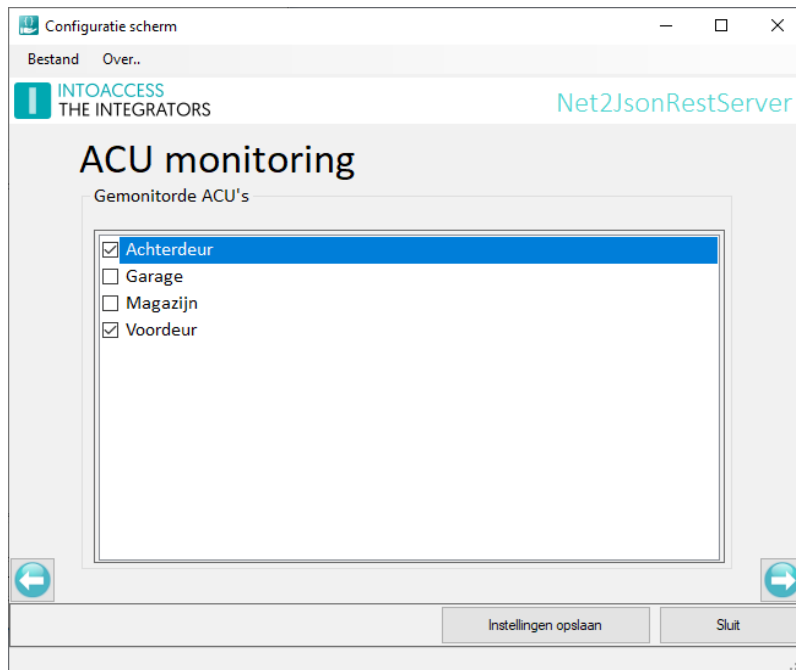 Configuratie scherm
Bestand Over..
INTOACCESS
THE INTEGRATORS
Net2JsonRestServer
ACU monitoring
Gemonitorde ACU's
Achterdeur
Garage
Magazijn
Voordeur
Instellingen opslaan Sluit